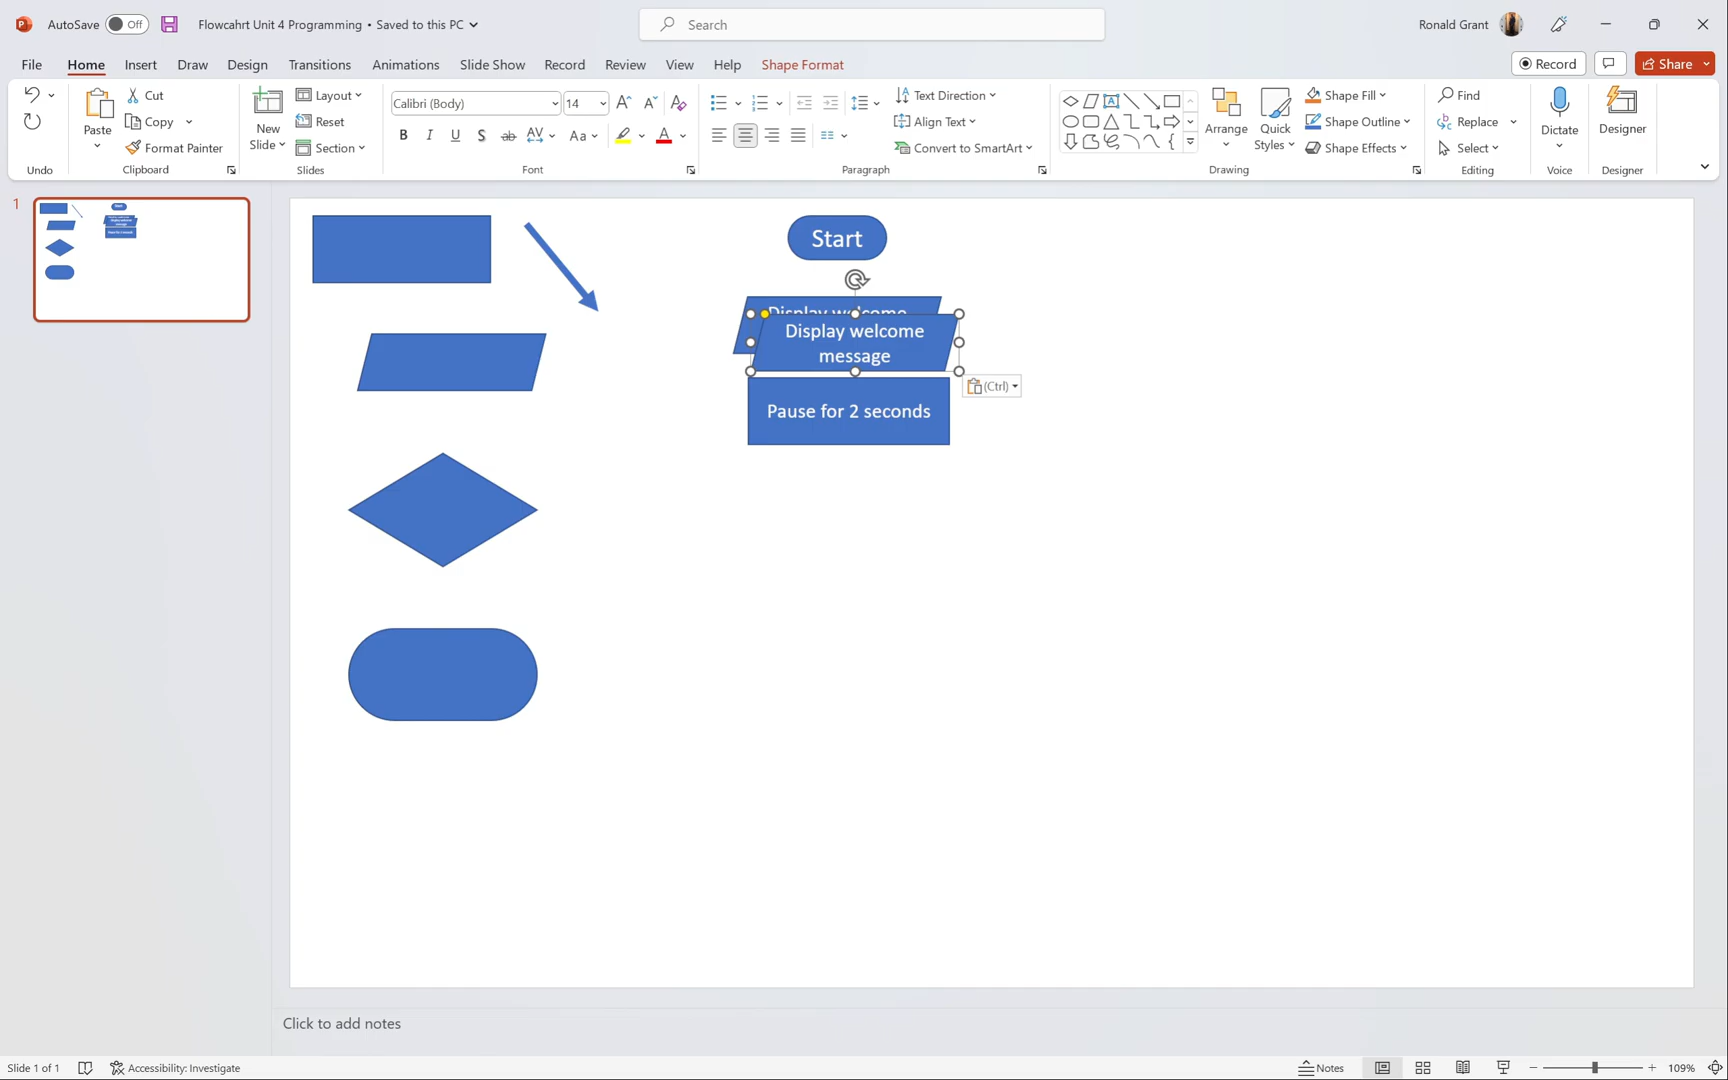 AutoSave Off Flowcahrt Unit 4 Programming • Saved to this PC Search Ronald Grant
File Home Insert Draw Design Transitions Animations Slide Show Record Review View Help Shape Format Record Share
Undo
Paste
Cut
Copy
Format Painter
Clipboard
New Slide
Layout
Reset
Section
Slides
Calibri (Body) 14
Font
Paragraph
Text Direction
Align Text
Convert to SmartArt
Arrange
Quick Styles
Shape Fill
Shape Outline
Shape Effects
Drawing
Find
Replace
Select
Editing
Dictate
Voice
Designer
Designer
1
Start
Display welcome
Display welcome
message
(Ctrl)
Pause for 2 seconds
Click to add notes
Slide 1 of 1 Accessibility: Investigate Notes 109%